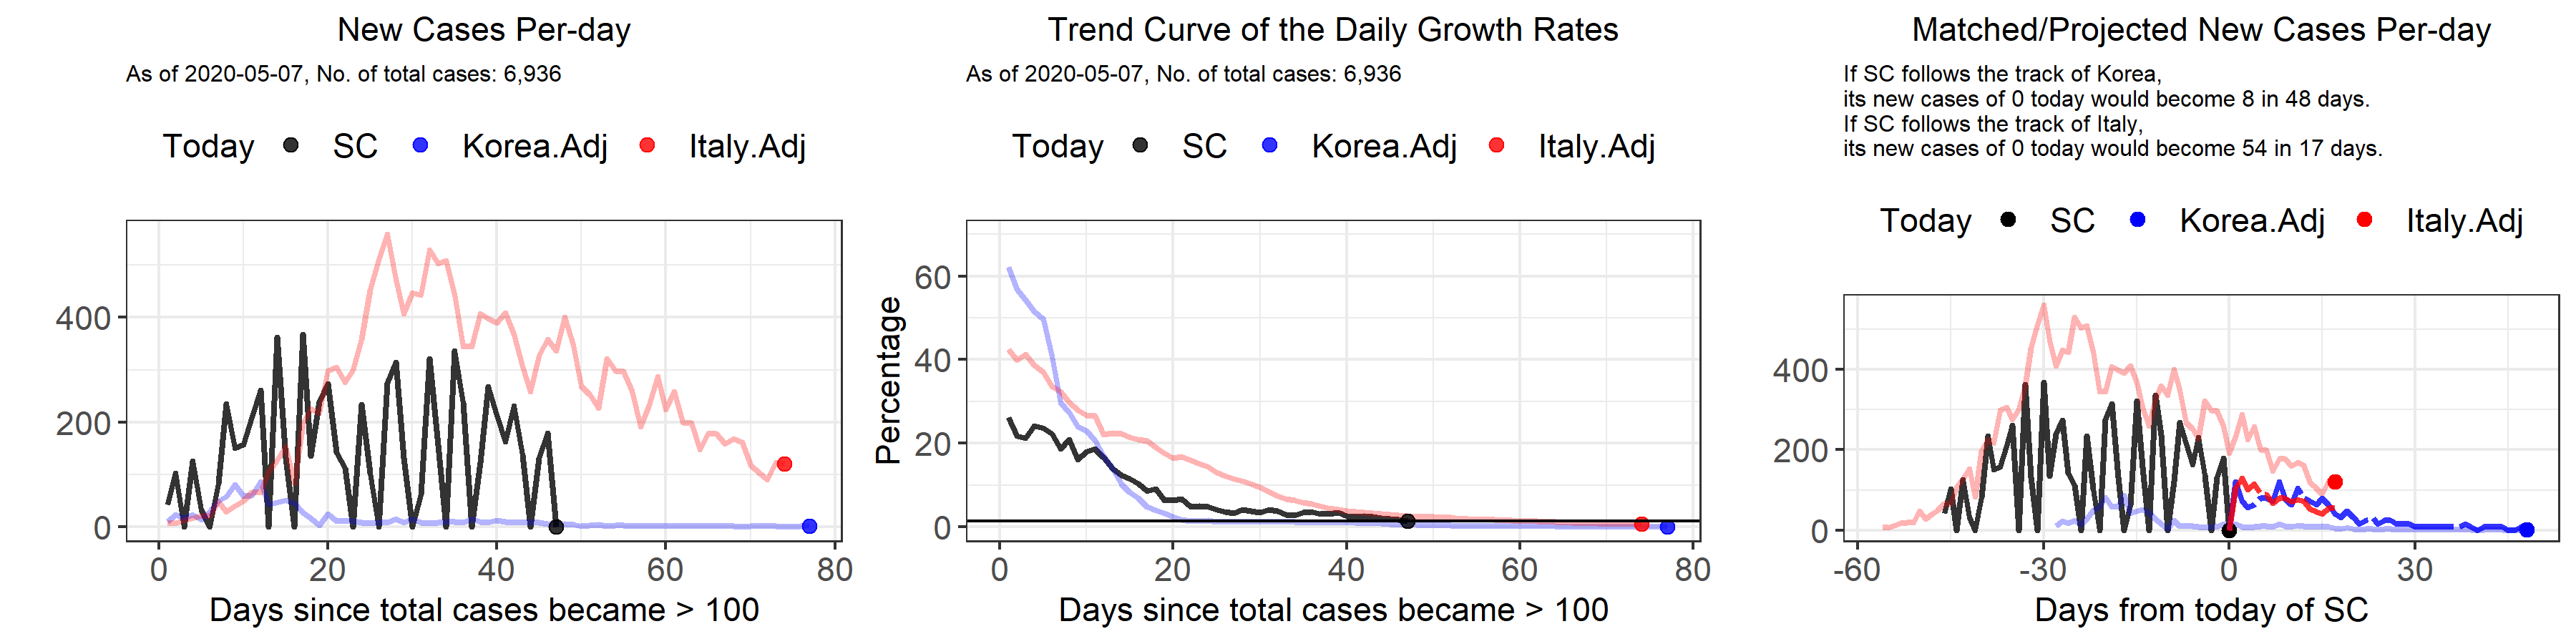 New Cases Per-day
As of 2020-05-07, No. of total cases: 6,936
Today SC Korea.Adj Italy.Adj
400
200
0
0 20 40 60 80
Days since total cases became > 100
Trend Curve of the Daily Growth Rates
As of 2020-05-07, No. of total cases: 6,936
Today SC Korea.Adj Italy.Adj
Percentage
60
40
20
0
0 20 40 60 80
Days since total cases became > 100
Matched/Projected New Cases Per-day
If SC follows the track of Korea,
its new cases of 0 today would become 8 in 48 days.
If SC follows the track of Italy,
its new cases of 0 today would become 54 in 17 days.
Today SC Korea.Adj Italy.Adj
400
200
0
-60 -30 0 30
Days from today of SC